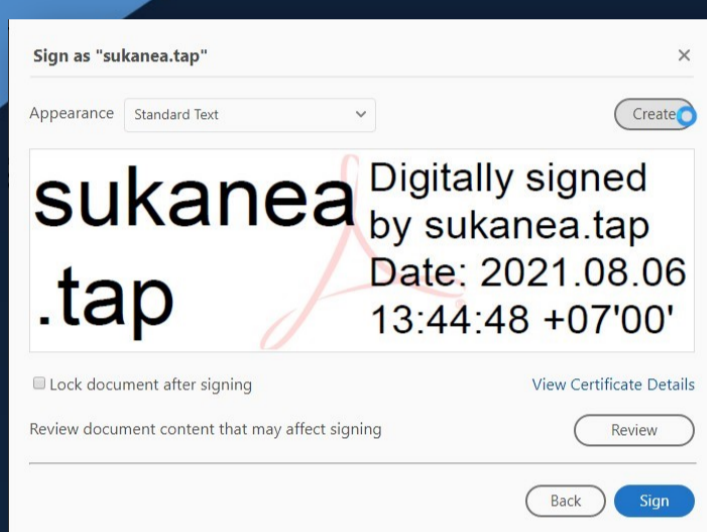 Sign as "sukanea.tap"
×
Appearance
Standard Text
Create
sukanea
.tap
Digitally signed
by sukanea.tap
Date: 2021.08.06
13:44:48 +07'00'
Lock document after signing
View Certificate Details
Review document content that may affect signing
Review
Back
Sign